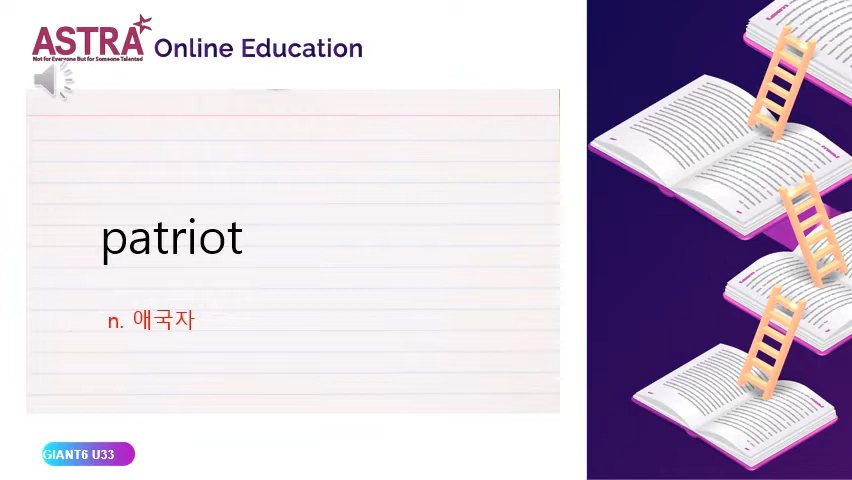 ASTRA
Not for Everyone But for Someone Talented
Online Education
patriot
n. 애국자
GIANT6 U33